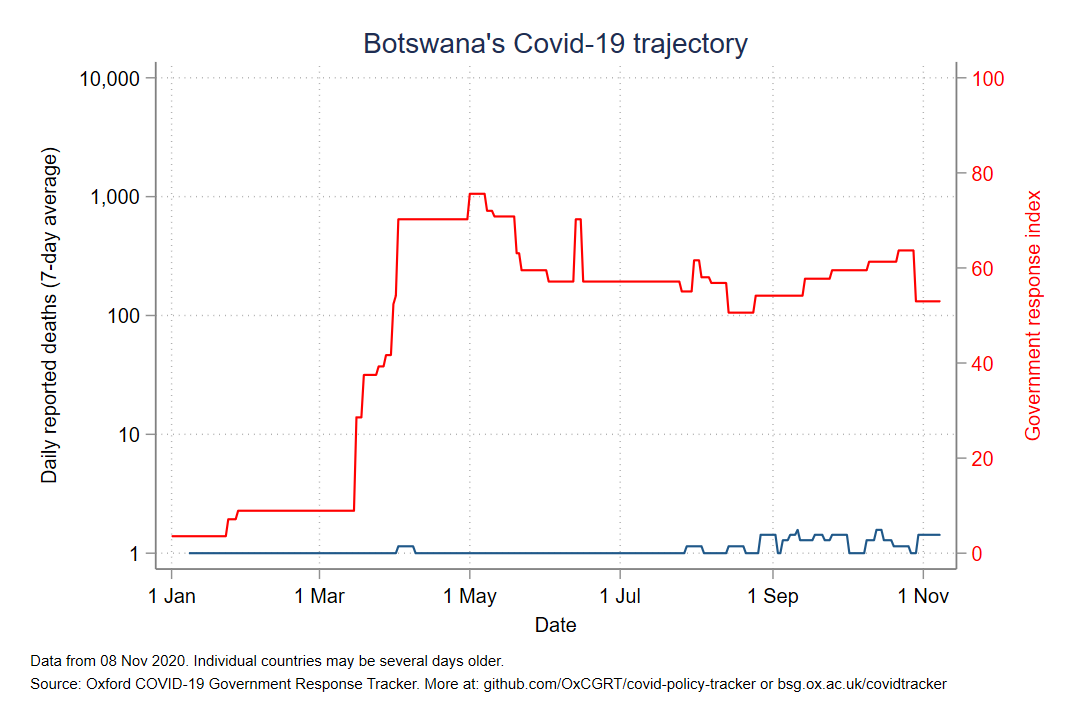 Botswana's Covid-19 trajectory
10,000
1,000
100
10
1
Daily reported deaths (7-day average)
100
80
60
40
20
0
Government response index
1 Jan
1 Mar
1 May
1 Jul
1 Sep
1 Nov
Date
Data from 08 Nov 2020. Individual countries may be several days older.
Source: Oxford COVID-19 Government Response Tracker. More at: github.com/OxCGRT/covid-policy-tracker or bsg.ox.ac.uk/covidtracker